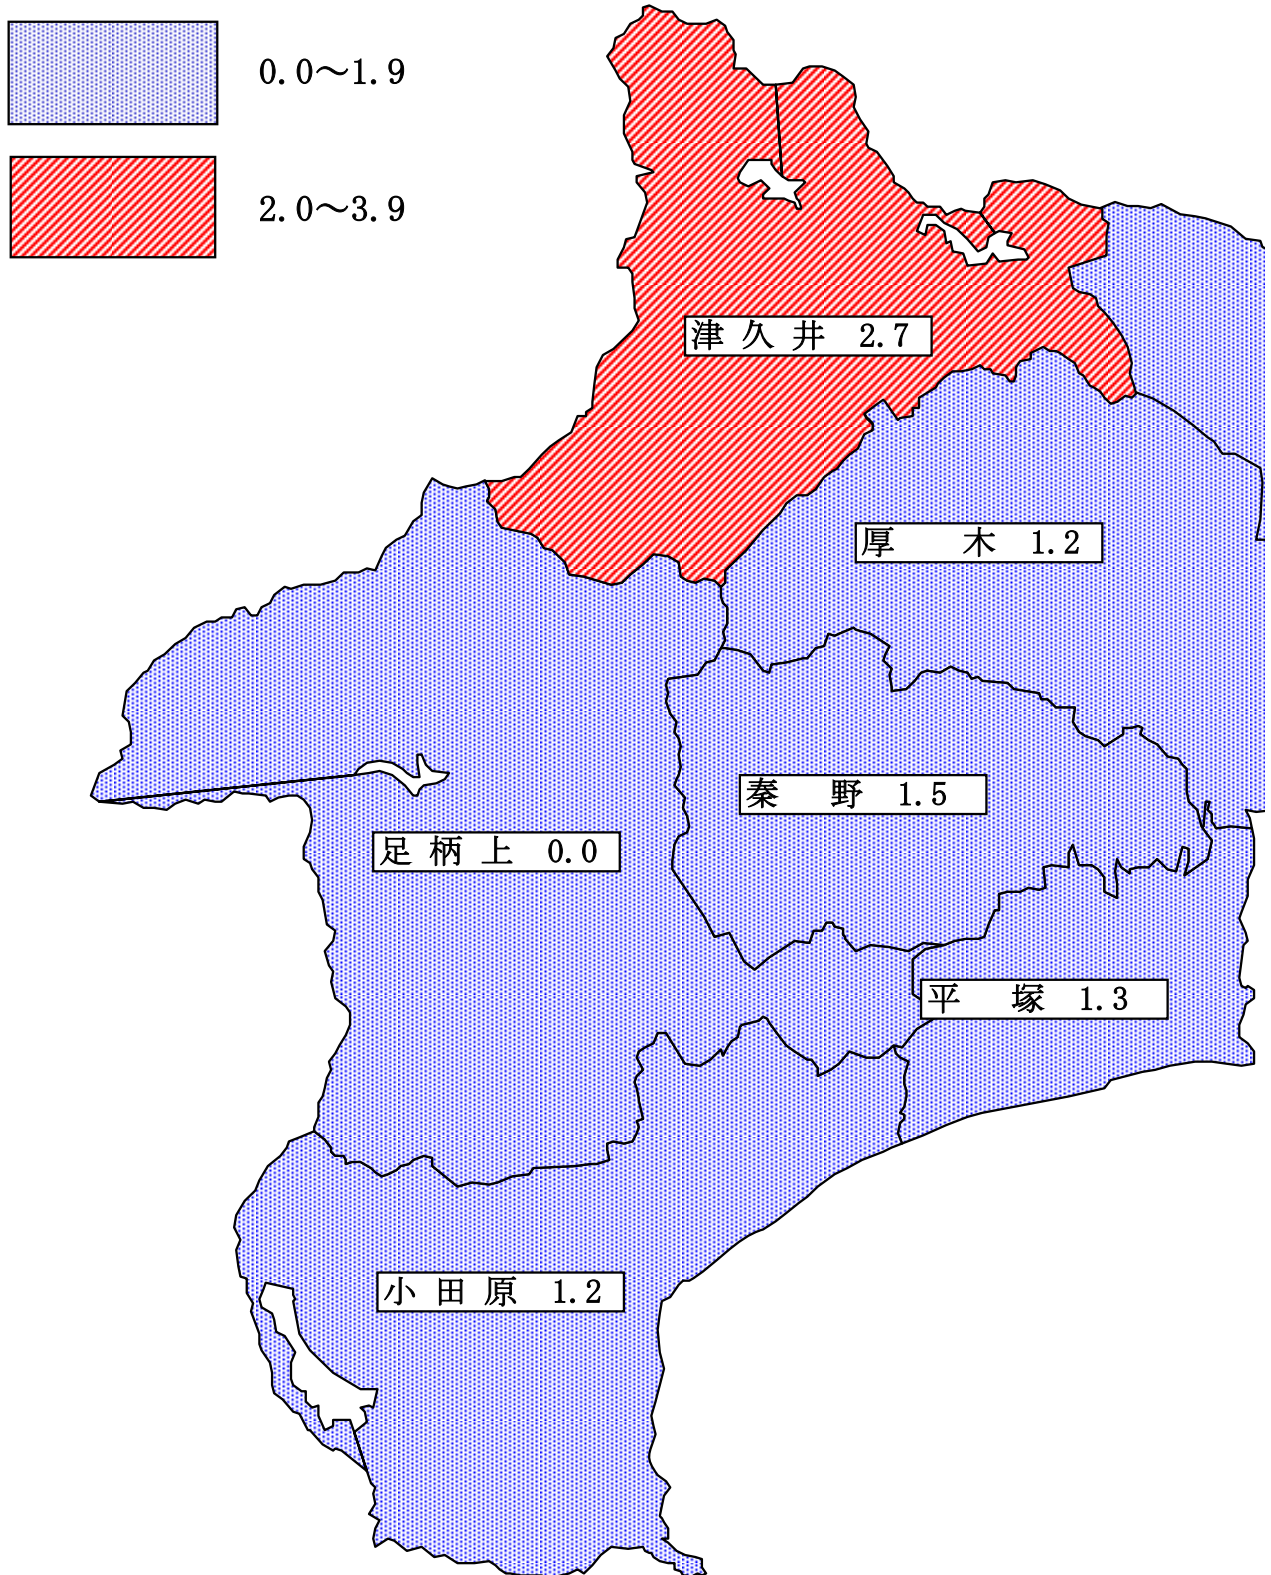 0.0～1.9
2.0～3.9
津久井 2.7
厚　木 1.2
秦　野 1.5
足柄上 0.0
平　塚 1.3
小田原 1.2